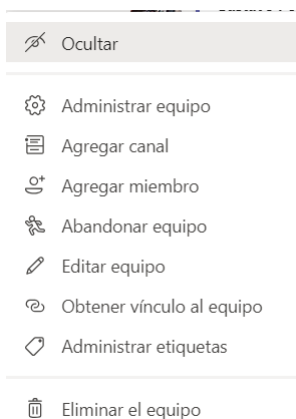 Ocultar
Administrar equipo
Agregar canal
Agregar miembro
Abandonar equipo
Editar equipo
Obtener vínculo al equipo
Administrar etiquetas
Eliminar el equipo